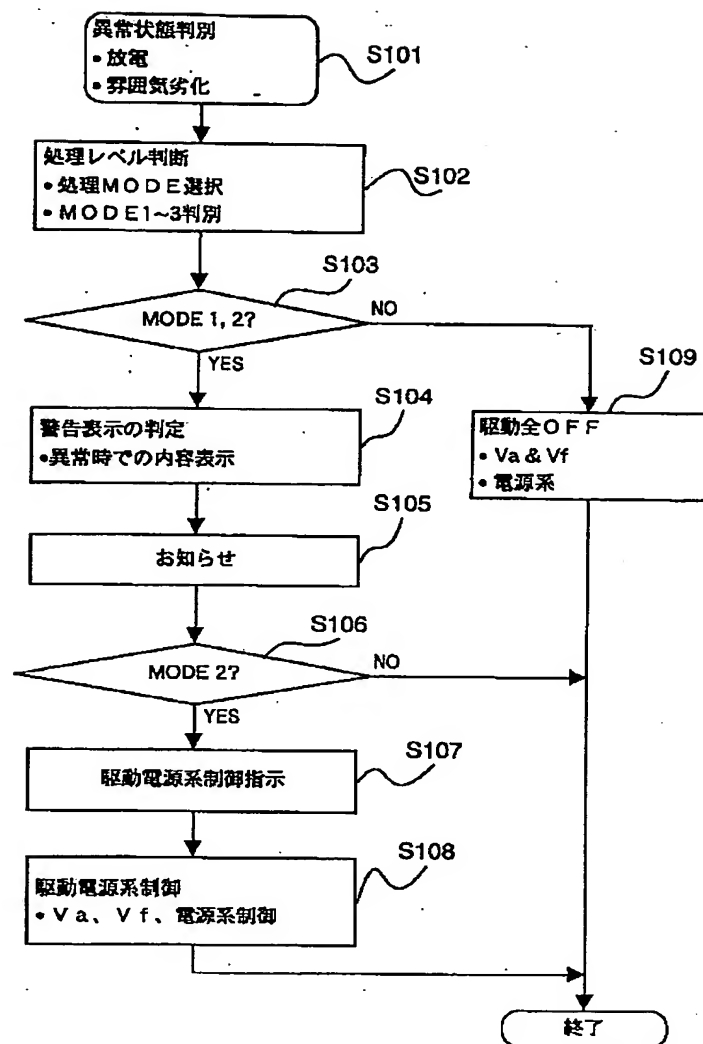 異常状態判別
• 放電
• 雰囲気劣化
S101
処理レベル判断
• 処理MODE選択
• MODE1~3判別
S102
S103
MODE 1, 2?
NO
YES
S104
警告表示の判定
•異常時での内容表示
S109
駆動全OFF
• Va & Vf
• 電源系
S105
お知らせ
S106
MODE 2?
NO
YES
S107
駆動電源系制御指示
S108
駆動電源系制御
• Va、Vf、電源系制御
終了